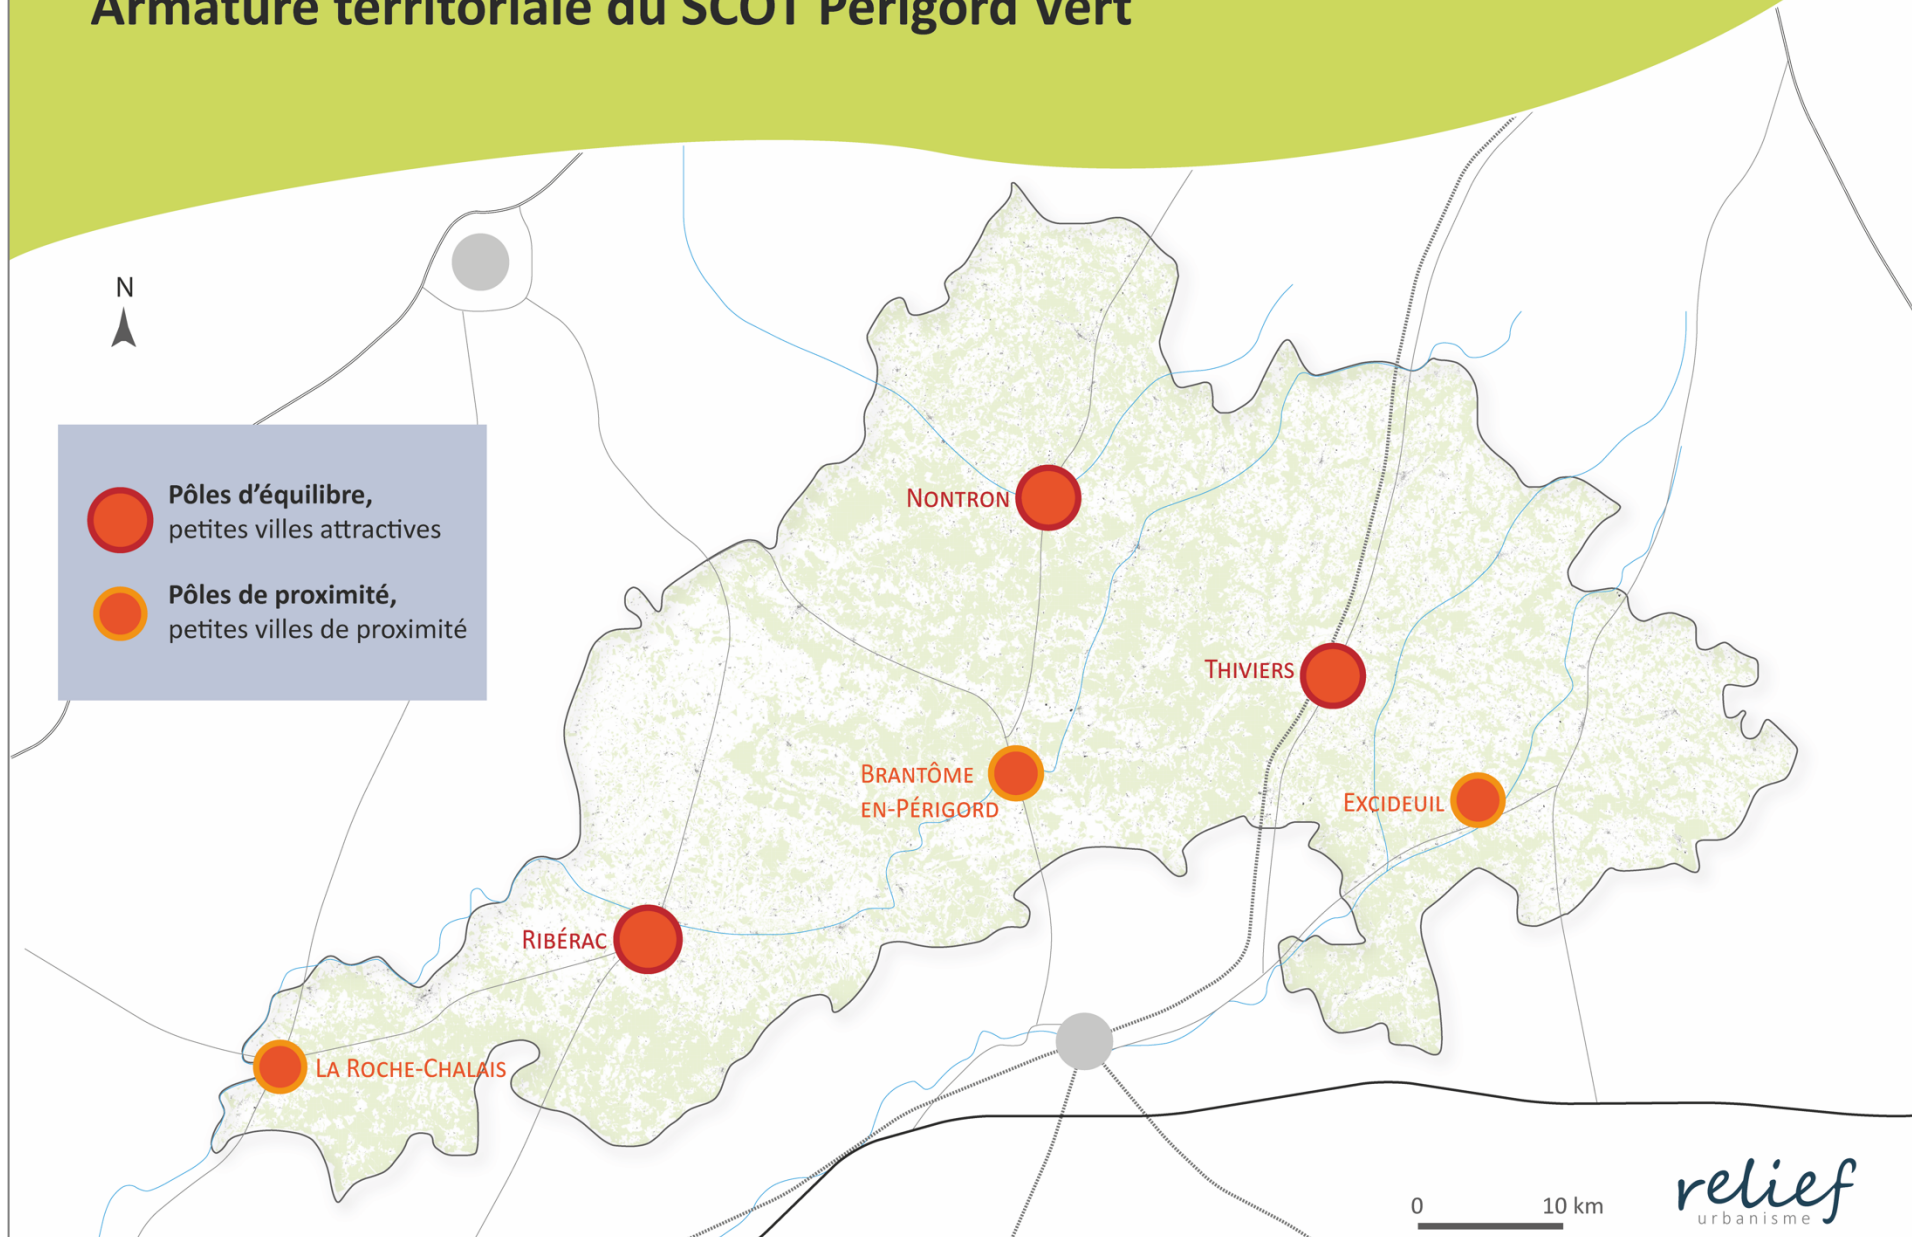 Armature territoriale du SCOT Périgord Vert
N
Pôles d’équilibre,
petites villes attractives
Pôles de proximité,
petites villes de proximité
NONTRON
THIVIERS
BRANTÔME
EN-PÉRIGORD
EXCIDEUIL
RIBÉRAC
LA ROCHE-CHALAIS
0 10 km
relief
urbanisme